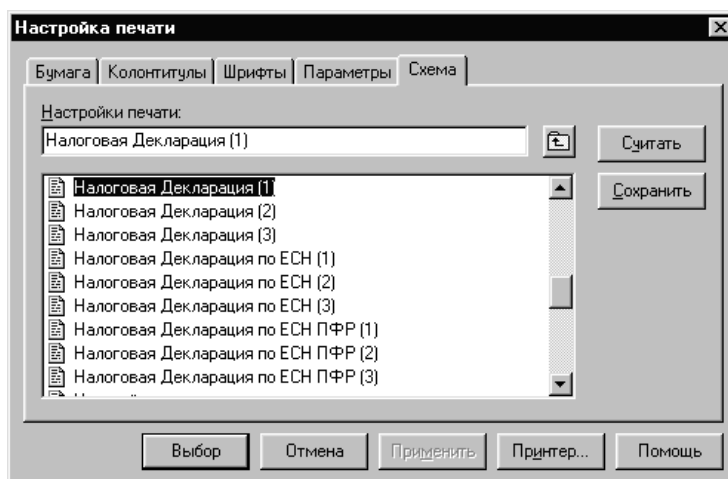 Настройка печати
Бумага Колонтитулы Шрифты Параметры Схема
Настройки печати:
Налоговая Декларация (1)
Считать
Налоговая Декларация (1)
Сохранить
Налоговая Декларация (2)
Налоговая Декларация (3)
Налоговая Декларация по ЕСН (1)
Налоговая Декларация по ЕСН (2)
Налоговая Декларация по ЕСН (3)
Налоговая Декларация по ЕСН ПФР (1)
Налоговая Декларация по ЕСН ПФР (2)
Налоговая Декларация по ЕСН ПФР (3)
Выбор Отмена Применить Принтер... Помощь